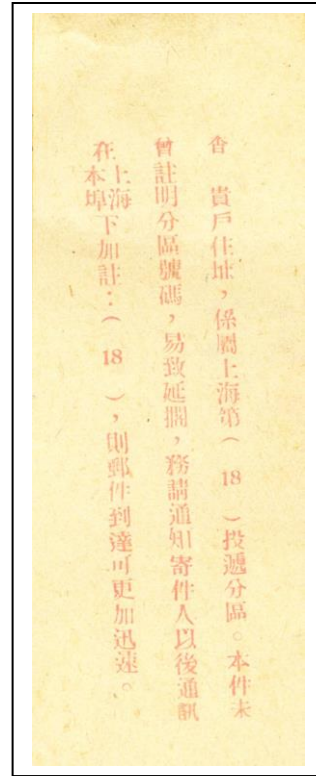 查　貴戶住址，係屬上海第（　18　）投遞分區。本件未
曾註明分區號碼，易致延擱，務請通知寄件人以後通訊
在上海本埠下加註：（　18　），則郵件到達可更加迅速。